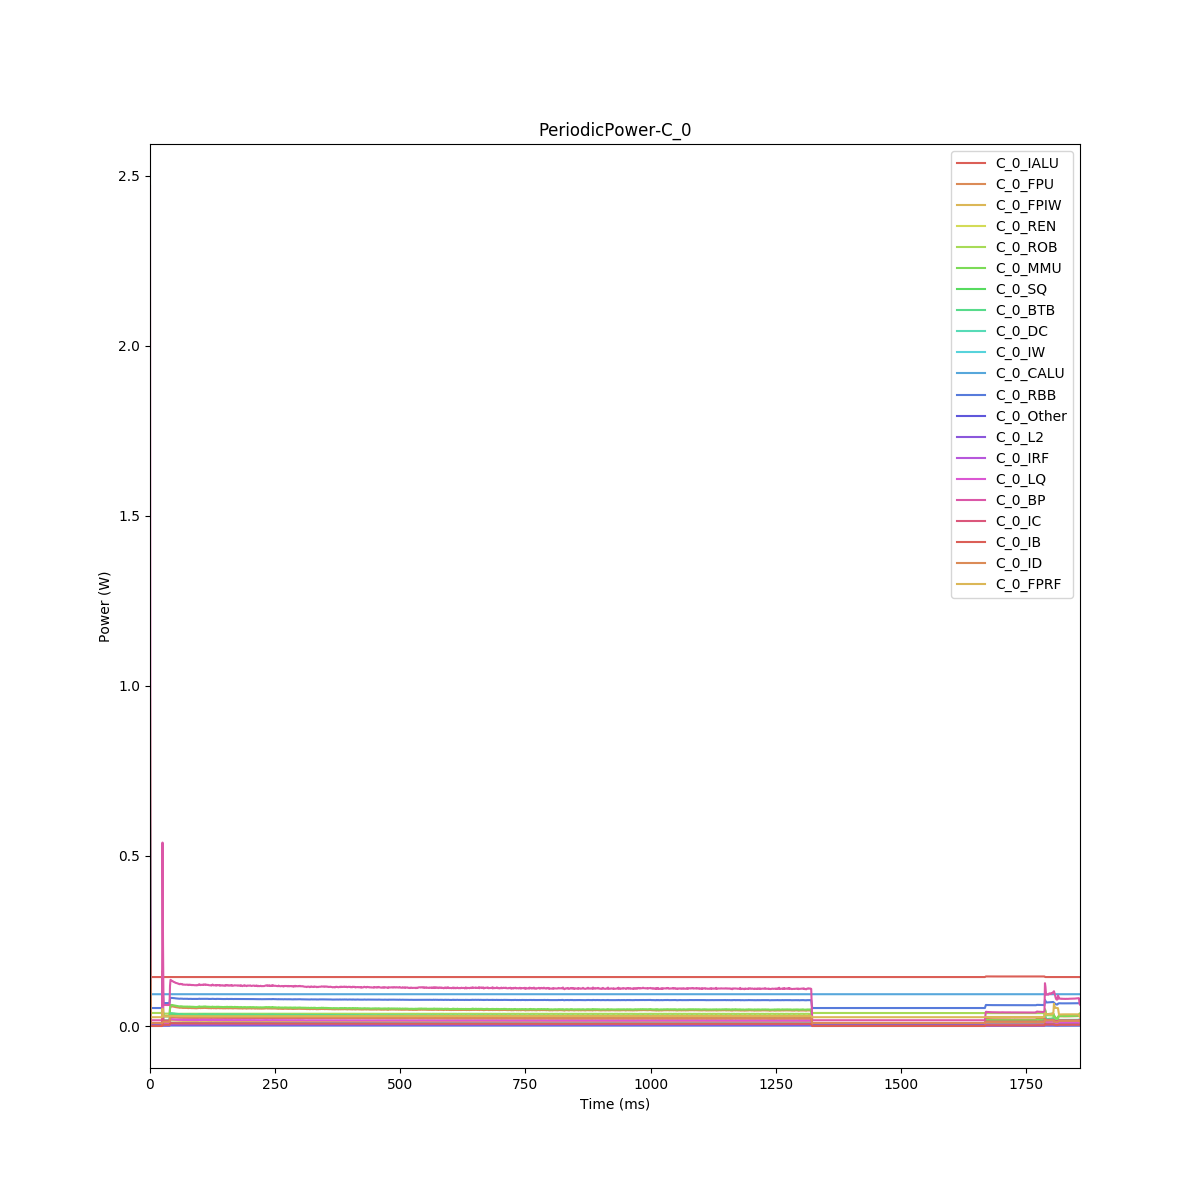 PeriodicPower-C_0
2.5
2.0
1.5
1.0
0.5
0.0
Power (W)
0 250 500 750 1000 1250 1500 1750
Time (ms)
C_0_IALU
C_0_FPU
C_0_FPIW
C_0_REN
C_0_ROB
C_0_MMU
C_0_SQ
C_0_BTB
C_0_DC
C_0_IW
C_0_CALU
C_0_RBB
C_0_Other
C_0_L2
C_0_IRF
C_0_LQ
C_0_BP
C_0_IC
C_0_IB
C_0_ID
C_0_FPRF